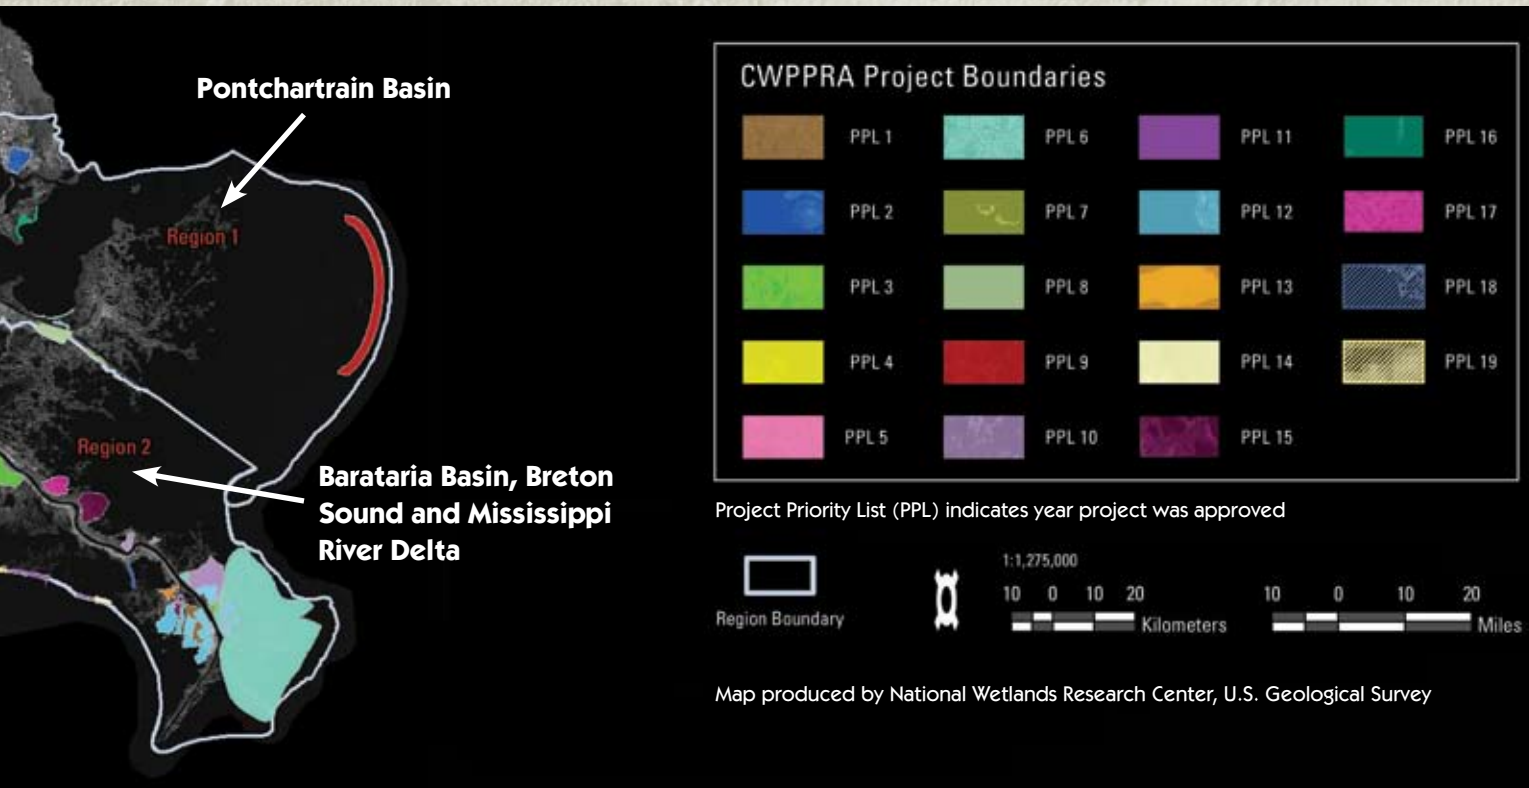 Pontchartrain Basin
Region 1
Region 2
Barataria Basin, Breton
Sound and Mississippi
River Delta
CWPPRA Project Boundaries
PPL 1
PPL 6
PPL 11
PPL 16
PPL 2
PPL 7
PPL 12
PPL 17
PPL 3
PPL 8
PPL 13
PPL 18
PPL 4
PPL 9
PPL 14
PPL 19
PPL 5
PPL 10
PPL 15
Project Priority List (PPL) indicates year project was approved
Region Boundary
1:1,275,000
10 0 10 20
Kilometers
10 0 10 20
Miles
Map produced by National Wetlands Research Center, U.S. Geological Survey